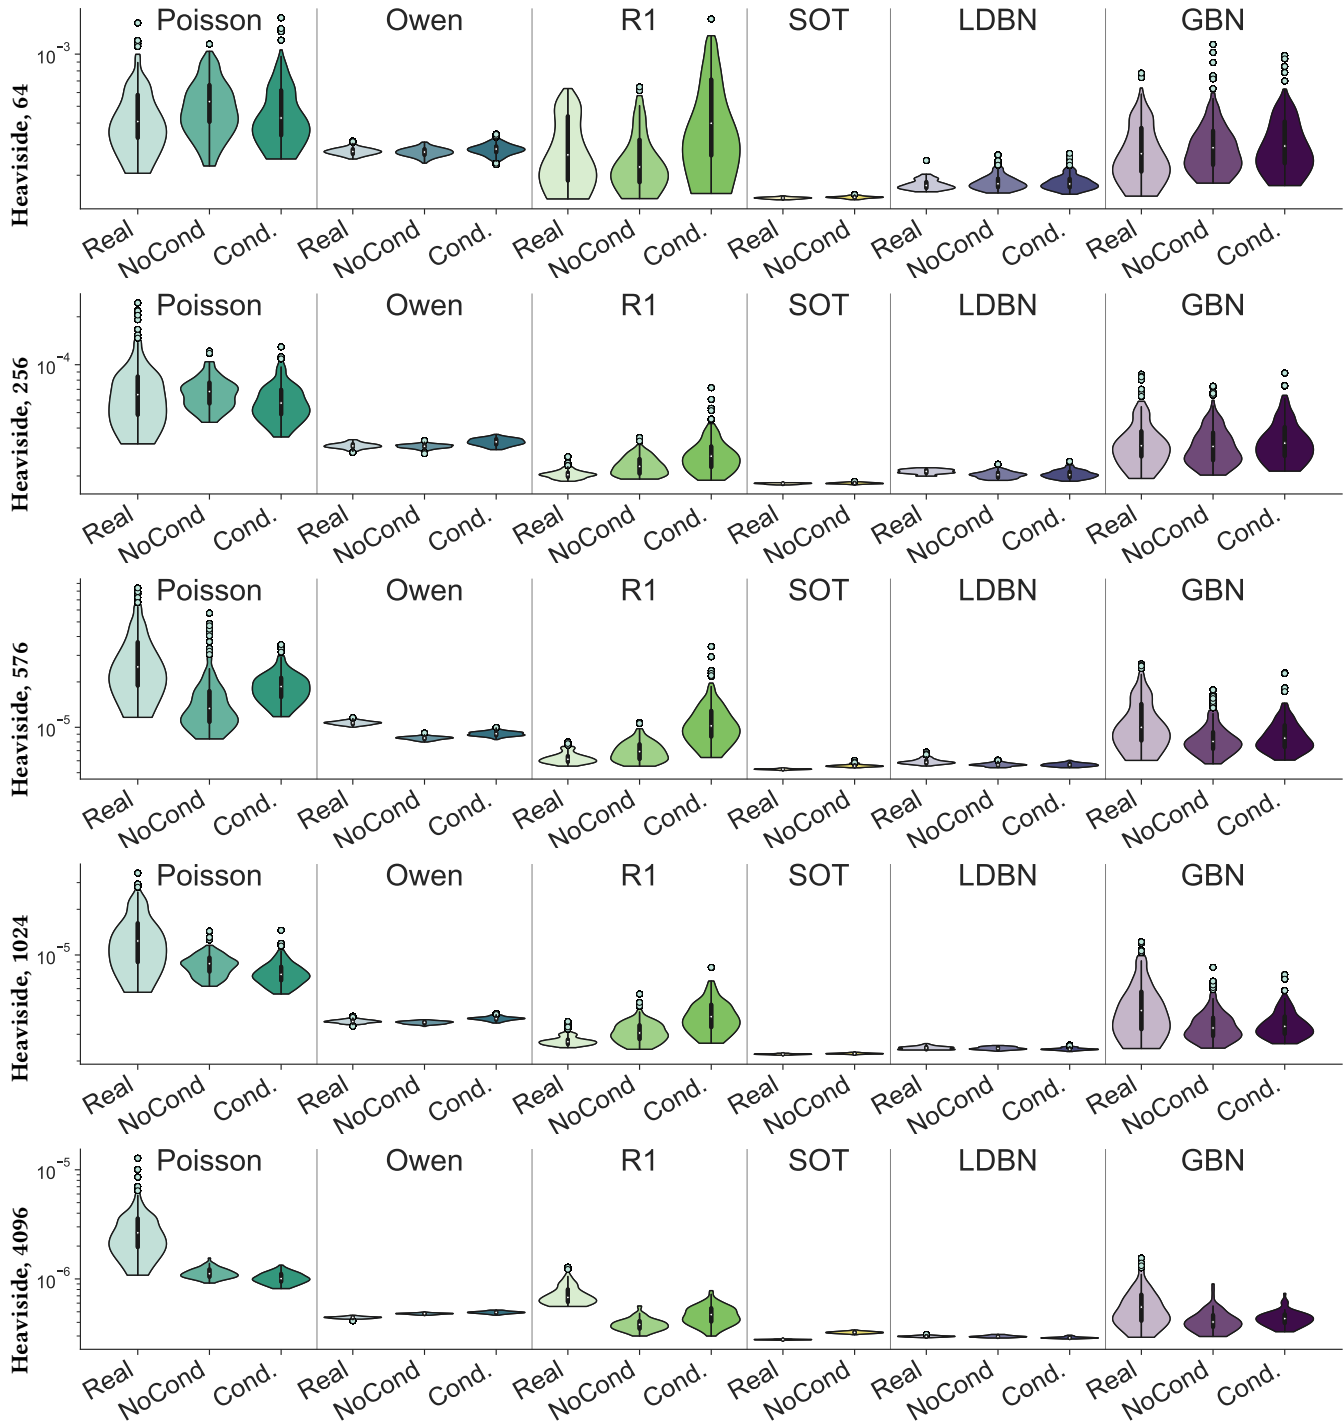 Poisson Owen R1 SOT LDBN GBN
10⁻³
Heaviside, 64
Real NoCond Cond. Real NoCond Cond. Real NoCond Cond. Real NoCond Real NoCond Cond. Real NoCond Cond.
Poisson Owen R1 SOT LDBN GBN
10⁻⁴
Heaviside, 256
Real NoCond Cond. Real NoCond Cond. Real NoCond Cond. Real NoCond Real NoCond Cond. Real NoCond Cond.
Poisson Owen R1 SOT LDBN GBN
10⁻⁵
Heaviside, 576
Real NoCond Cond. Real NoCond Cond. Real NoCond Cond. Real NoCond Real NoCond Cond. Real NoCond Cond.
Poisson Owen R1 SOT LDBN GBN
10⁻⁵
Heaviside, 1024
Real NoCond Cond. Real NoCond Cond. Real NoCond Cond. Real NoCond Real NoCond Cond. Real NoCond Cond.
Poisson Owen R1 SOT LDBN GBN
10⁻⁵
10⁻⁶
Heaviside, 4096
Real NoCond Cond. Real NoCond Cond. Real NoCond Cond. Real NoCond Real NoCond Cond. Real NoCond Cond.